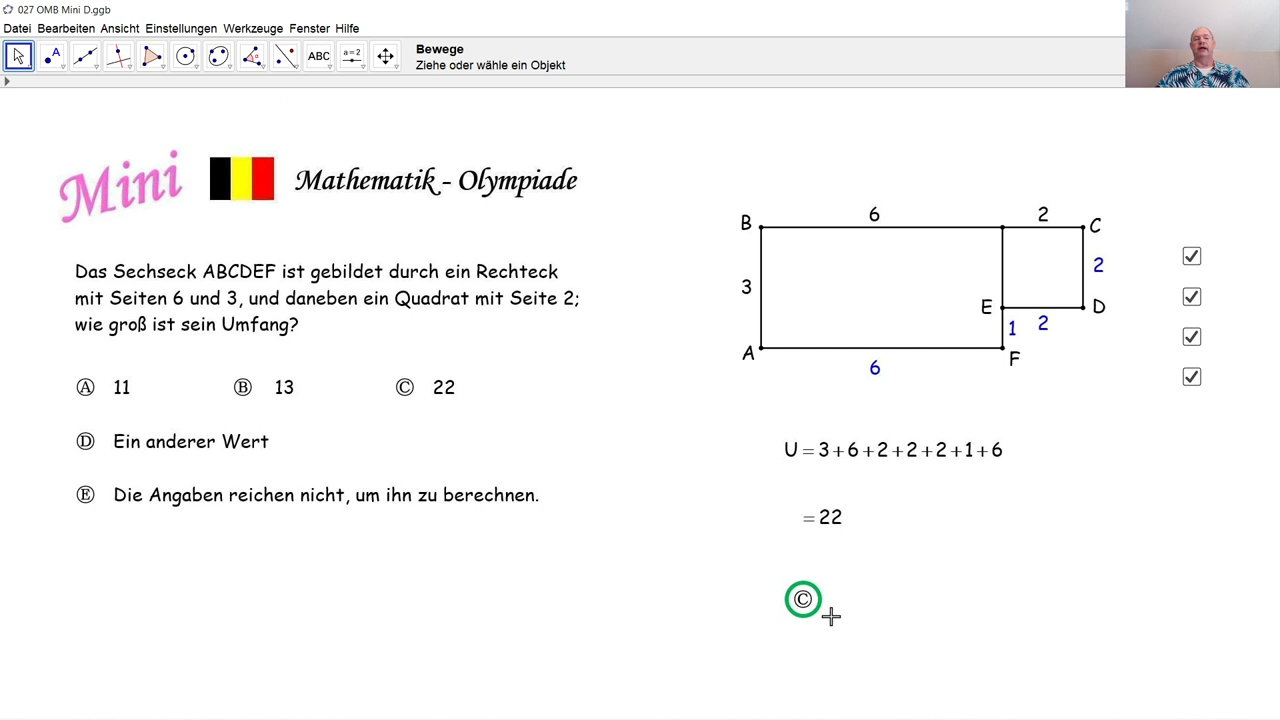 027 OMB Mini D.ggb
Datei Bearbeiten Ansicht Einstellungen Werkzeuge Fenster Hilfe
A
ABC
a=2
Bewege
Ziehe oder wähle ein Objekt
Mini
Mathematik - Olympiade
Das Sechseck ABCDEF ist gebildet durch ein Rechteck
mit Seiten 6 und 3, und daneben ein Quadrat mit Seite 2;
wie groß ist sein Umfang?
Ⓐ 11 Ⓑ 13 Ⓒ 22
Ⓓ Ein anderer Wert
Ⓔ Die Angaben reichen nicht, um ihn zu berechnen.
6 2
B C
2
3
E D
1 2
A F
6
U = 3 + 6 + 2 + 2 + 2 + 1 + 6
= 22
Ⓒ